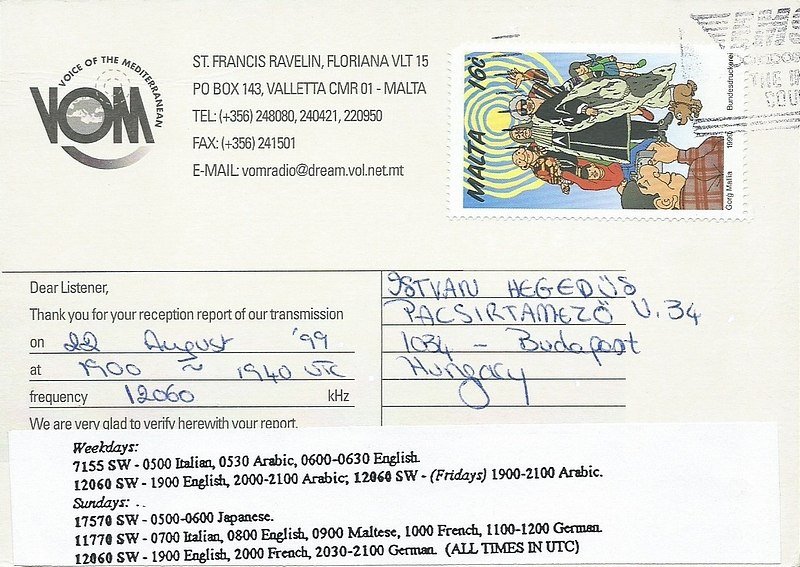 VOICE OF THE MEDITERRANEAN
VOM
ST. FRANCIS RAVELIN, FLORIANA VLT 15
PO BOX 143, VALLETTA CMR 01 - MALTA
TEL: (+356) 248080, 240421, 220950
FAX: (+356) 241501
E-MAIL: vomradio@dream.vol.net.mt
MALTA 16c
Gorg Mallia 1999 Bundesdruckerei
Dear Listener,
Thank you for your reception report of our transmission
on 22 August '99
at 1900 ~ 1940 UTC
frequency 12060 kHz
We are very glad to verify herewith your report.
ISTVAN HEGEDÜS
PACSIRTAMEZÖ U. 34
1034 - Budapest
Hungary
Weekdays:
7155 SW - 0500 Italian, 0530 Arabic, 0600-0630 English.
12060 SW - 1900 English, 2000-2100 Arabic; 12060 SW - (Fridays) 1900-2100 Arabic.
Sundays: . .
17570 SW - 0500-0600 Japanese.
11770 SW - 0700 Italian, 0800 English, 0900 Maltese, 1000 French, 1100-1200 German.
12060 SW - 1900 English, 2000 French, 2030-2100 German. (ALL TIMES IN UTC)